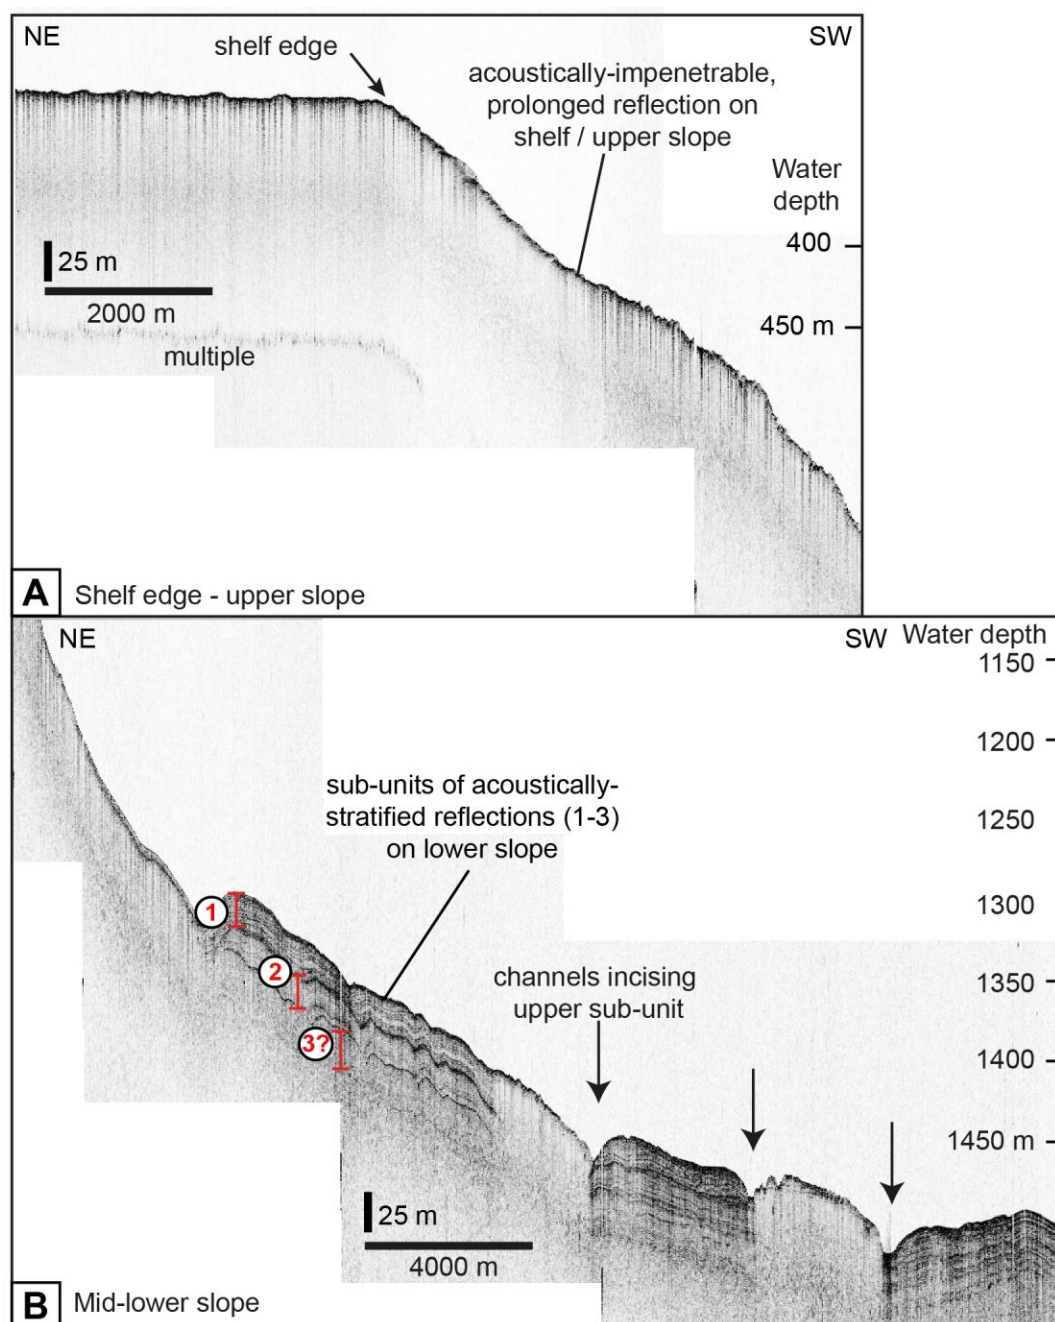 NE
SW
shelf edge
acoustically-impenetrable,
prolonged reflection on
shelf / upper slope
Water
depth
400
450 m
25 m
2000 m
multiple
A Shelf edge - upper slope
NE
SW Water depth
1150
1200
1250
1300
1350
1400
1450 m
sub-units of acoustically-
stratified reflections (1-3)
on lower slope
1
2
3?
channels incising
upper sub-unit
25 m
4000 m
B Mid-lower slope